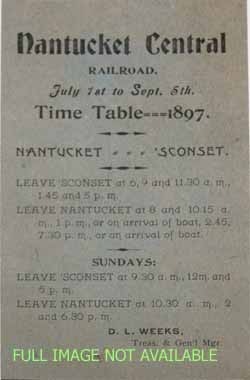 Nantucket Central
RAILROAD.
July 1st to Sept. 5th.
Time Table===1897.
NANTUCKET - - - 'SCONSET.
LEAVE 'SCONSET at 6, 9 and 11.30 a. m.,
1.45 and 5 p. m.
LEAVE NANTUCKET at 8 and 10.15 a.
m., 1 p. m., or on arrival of boat, 2.45,
7.30 p. m., or an arrival of boat.
SUNDAYS:
LEAVE 'SCONSET at 9.30 a. m., 12m. and
5 p. m.
LEAVE NANTUCKET at 10.30 a. m., 2
and 6.30 p. m.
D. L. WEEKS,
Treas. & Gen'l Mgr.
FULL IMAGE NOT AVAILABLE